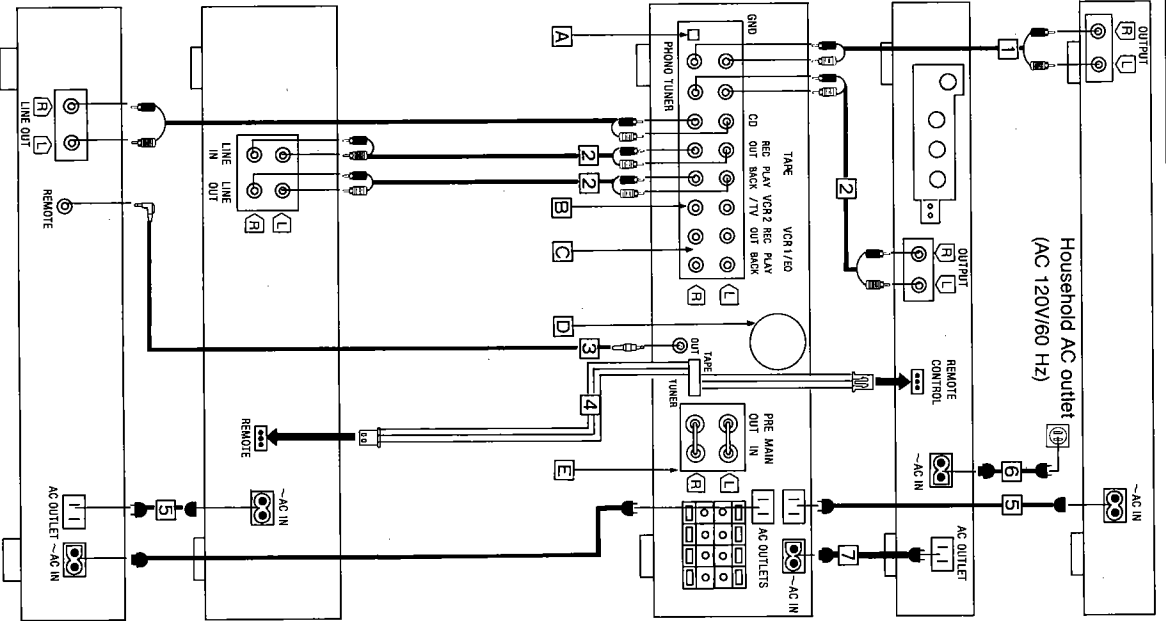 OUTPUT
R
L
~AC IN
1
5
Household AC outlet
(AC 120V/60 Hz)
OUTPUT
R
L
REMOTE
CONTROL
~AC IN
AC OUTLET
2
6
7
GND
PHONO TUNER
CD
TAPE
REC PLAY
OUT BACK
VCR 2
/TV
VCR 1/EQ
REC PLAY
OUT BACK
R
L
OUT
TAPE
TUNER
PRE MAIN
OUT IN
R
L
AC OUTLETS
~AC IN
A
B
C
D
E
2
2
3
4
LINE
IN
LINE
OUT
R
L
REMOTE
~AC IN
5
R
L
LINE OUT
REMOTE
AC OUTLET
~AC IN